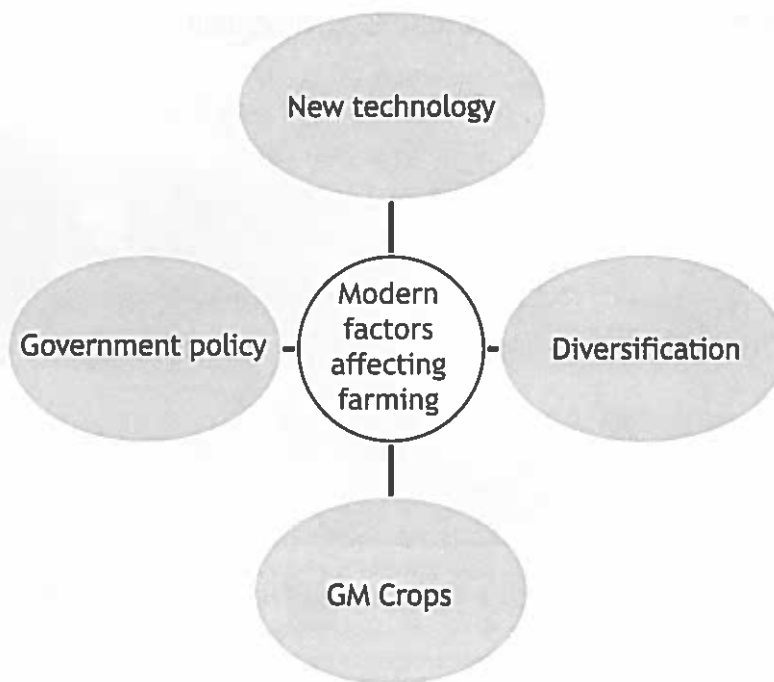 New technology
Government policy
Modern
factors
affecting
farming
Diversification
GM Crops